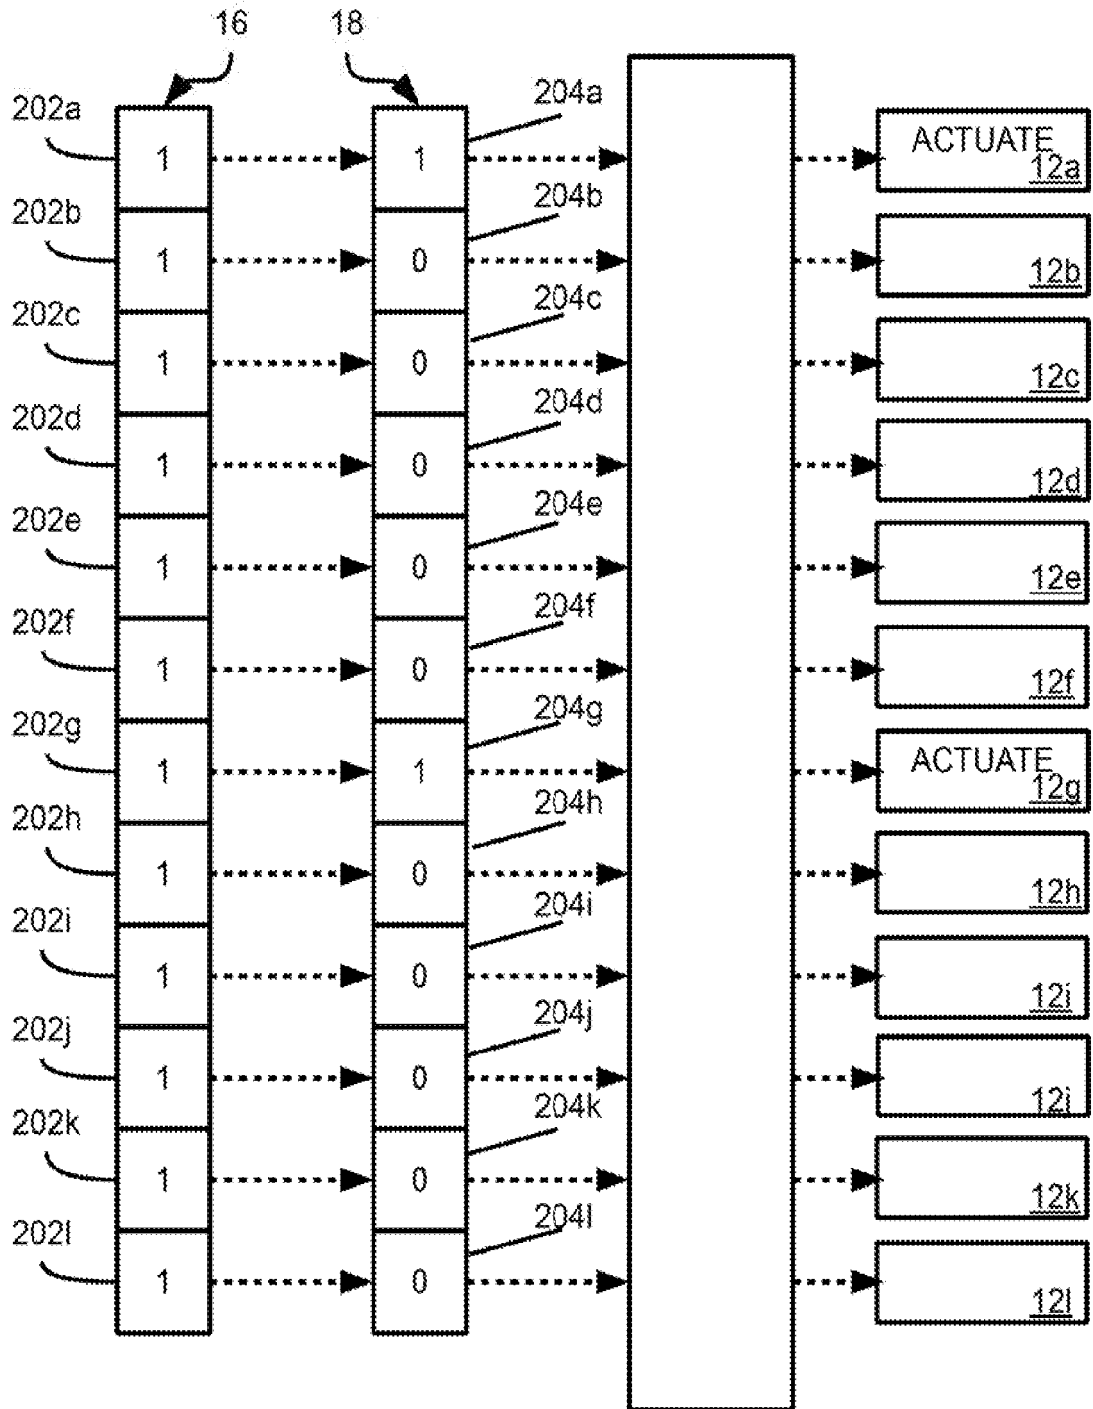 16 18
202a 1 1 204a ACTUATE 12a
202b 1 0 204b 12b
202c 1 0 204c 12c
202d 1 0 204d 12d
202e 1 0 204e 12e
202f 1 0 204f 12f
202g 1 1 204g ACTUATE 12g
202h 1 0 204h 12h
202i 1 0 204i 12i
202j 1 0 204j 12j
202k 1 0 204k 12k
202l 1 0 204l 12l